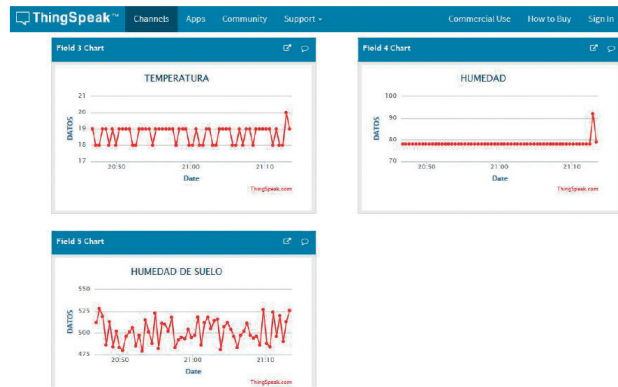 ThingSpeak™ Channels Apps Community Support Commercial Use How to Buy Sign In
Field 3 Chart
TEMPERATURA
21
20
19
18
17
DATOS
20:50 21:00 21:10
Date
ThingSpeak.com
Field 4 Chart
HUMEDAD
100
90
80
70
DATOS
20:50 21:00 21:10
Date
ThingSpeak.com
Field 5 Chart
HUMEDAD DE SUELO
550
525
500
475
DATOS
20:50 21:00 21:10
Date
ThingSpeak.com